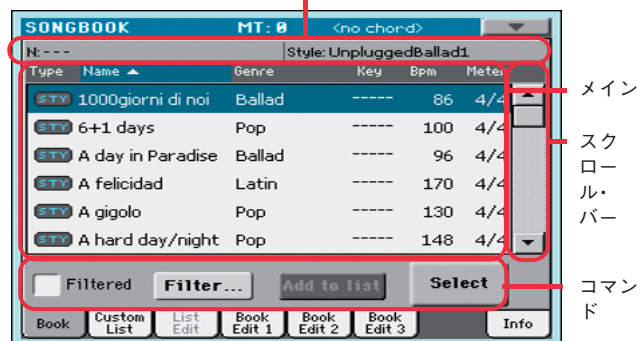 SONGBOOK MT: 0 <no chord>
N: --- Style: UnpluggedBallad1
Type Name Genre Key Bpm Meter
STY 1000giorni di noi Ballad ----- 86 4/4
STY 6+1 days Pop ----- 100 4/4
STY A day in Paradise Ballad ----- 96 4/4
STY A felicidad Latin ----- 170 4/4
STY A gigolo Pop ----- 130 4/4
STY A hard day/night Pop ----- 148 4/4
Filtered Filter... Add to list Select
Book Custom List List Edit Book Edit 1 Book Edit 2 Book Edit 3 Info
メイン
スク
ロー
ル・
バー
コマン
ド